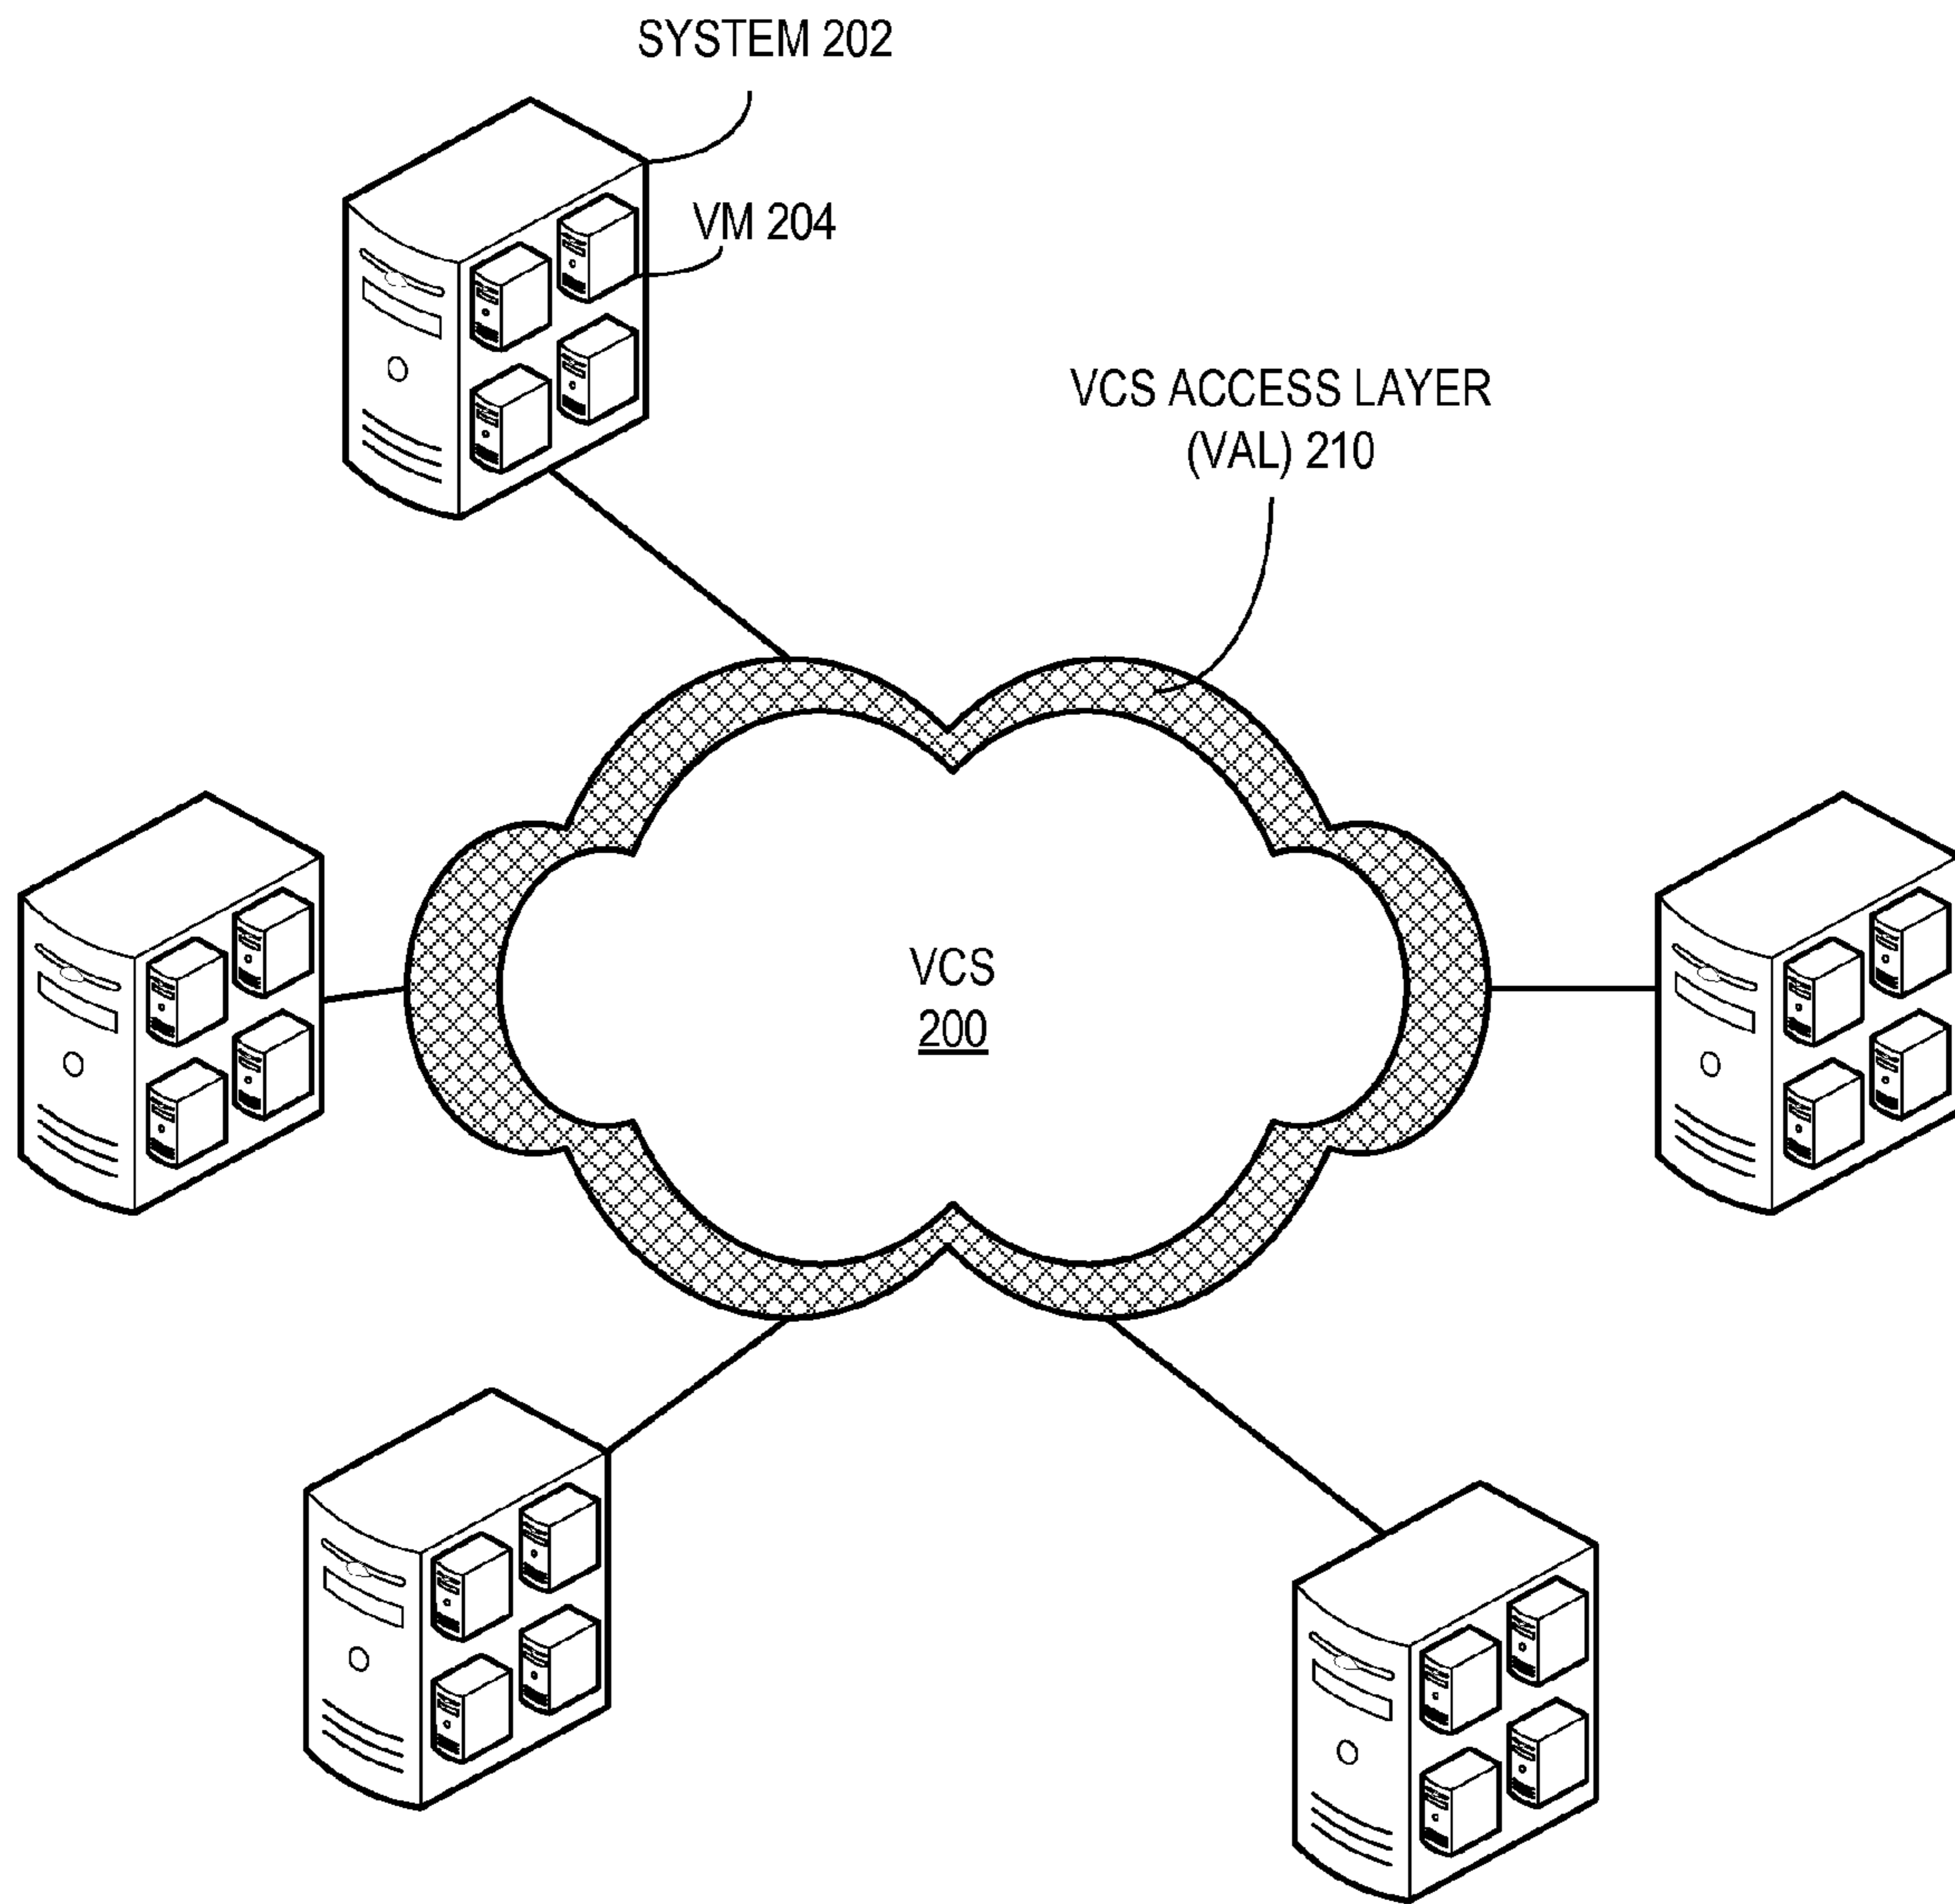 SYSTEM 202
VM 204
VCS ACCESS LAYER
(VAL) 210
VCS
200